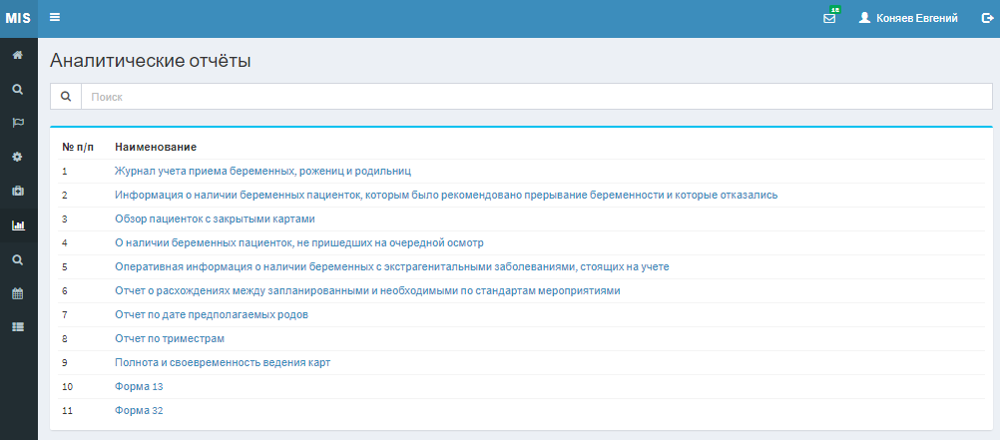 MIS
18
Коняев Евгений
Аналитические отчёты
Поиск
№ п/п Наименование
1 Журнал учета приема беременных, рожениц и родильниц
2 Информация о наличии беременных пациенток, которым было рекомендовано прерывание беременности и которые отказались
3 Обзор пациенток с закрытыми картами
4 О наличии беременных пациенток, не пришедших на очередной осмотр
5 Оперативная информация о наличии беременных с экстрагенитальными заболеваниями, стоящих на учете
6 Отчет о расхождениях между запланированными и необходимыми по стандартам мероприятиями
7 Отчет по дате предполагаемых родов
8 Отчет по триместрам
9 Полнота и своевременность ведения карт
10 Форма 13
11 Форма 32